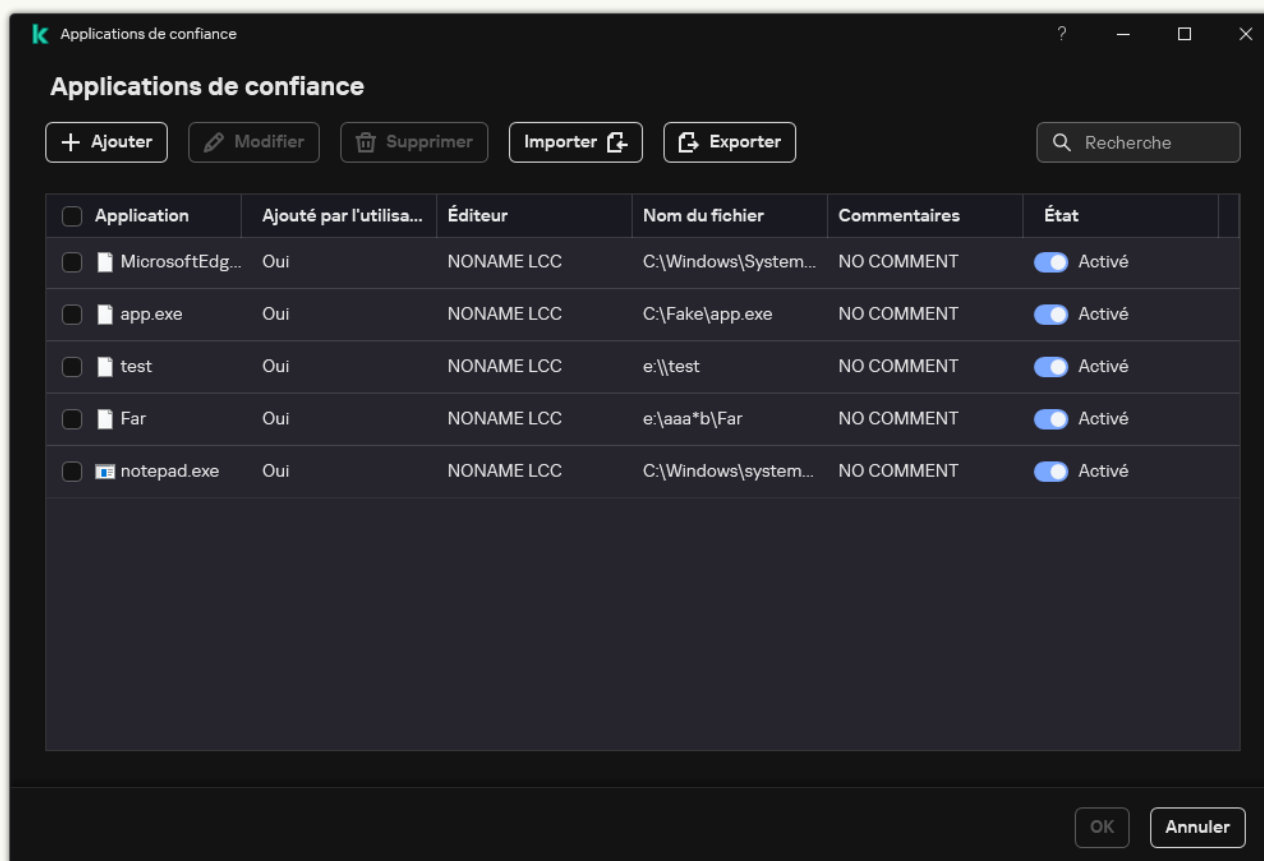 Applications de confiance
Applications de confiance
Ajouter Modifier Supprimer Importer Exporter Recherche
Application Ajouté par l'utilisa... Éditeur Nom du fichier Commentaires État
MicrosoftEdg... Oui NONAME LCC C:\Windows\System... NO COMMENT Activé
app.exe Oui NONAME LCC C:\Fake\app.exe NO COMMENT Activé
test Oui NONAME LCC e:\\test NO COMMENT Activé
Far Oui NONAME LCC e:\aaa*b\Far NO COMMENT Activé
notepad.exe Oui NONAME LCC C:\Windows\system... NO COMMENT Activé
OK Annuler